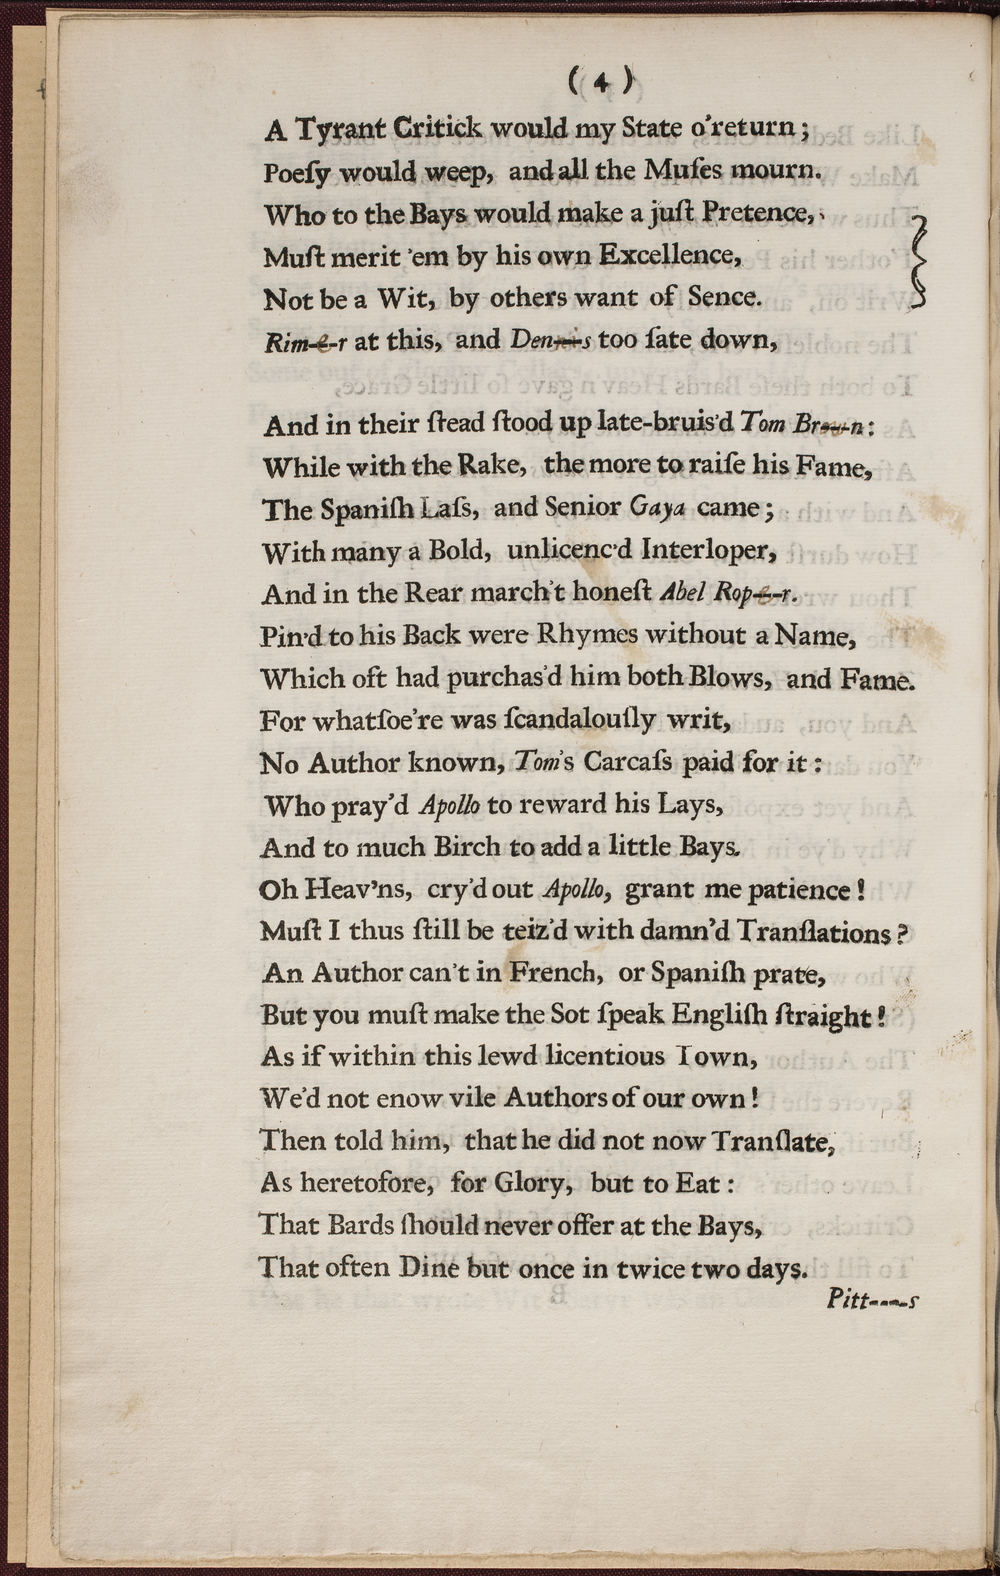 ( 4 )
A Tyrant Critick would my State o'return;
Poeſy would weep, and all the Muſes mourn.
Who to the Bays would make a juſt Pretence,
Muſt merit 'em by his own Excellence,
Not be a Wit, by others want of Sence.
Rim-e-r at this, and Den--i-s too ſate down,
And in their ſtead ſtood up late-bruis'd Tom Br---n:
While with the Rake, the more to raiſe his Fame,
The Spaniſh Laſs, and Senior Gaya came;
With many a Bold, unlicenc'd Interloper,
And in the Rear march't honeſt Abel Rop-e-r.
Pin'd to his Back were Rhymes without a Name,
Which oft had purchas'd him both Blows, and Fame.
For whatſoe're was ſcandalouſly writ,
No Author known, Tom's Carcaſs paid for it:
Who pray'd Apollo to reward his Lays,
And to much Birch to add a little Bays.
Oh Heav'ns, cry'd out Apollo, grant me patience!
Muſt I thus ſtill be teiz'd with damn'd Tranſlations?
An Author can't in French, or Spaniſh prate,
But you muſt make the Sot ſpeak Engliſh ſtraight!
As if within this lewd licentious Town,
We'd not enow vile Authors of our own!
Then told him, that he did not now Tranſlate,
As heretofore, for Glory, but to Eat:
That Bards ſhould never offer at the Bays,
That often Dine but once in twice two days.
Pitt----s